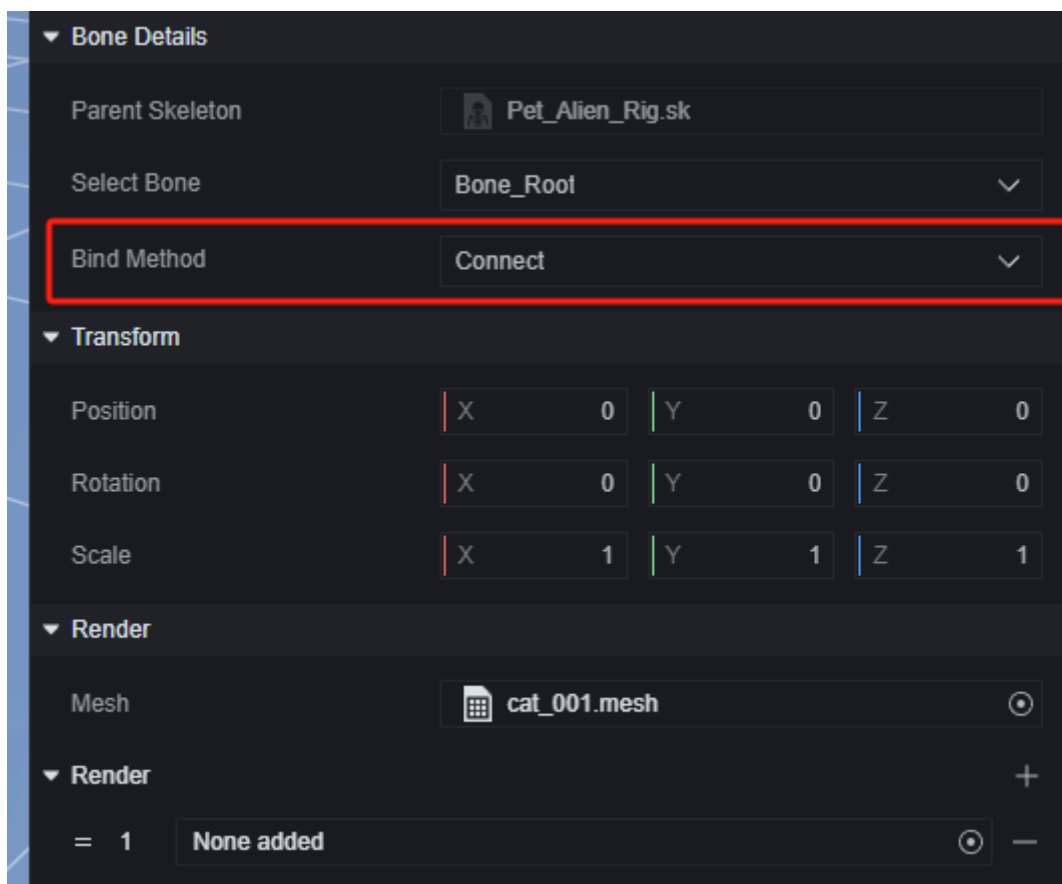 Bone Details
Parent Skeleton Pet_Alien_Rig.sk
Select Bone Bone_Root
Bind Method Connect
Transform
Position X 0 Y 0 Z 0
Rotation X 0 Y 0 Z 0
Scale X 1 Y 1 Z 1
Render
Mesh cat_001.mesh
Render +
= 1 None added −